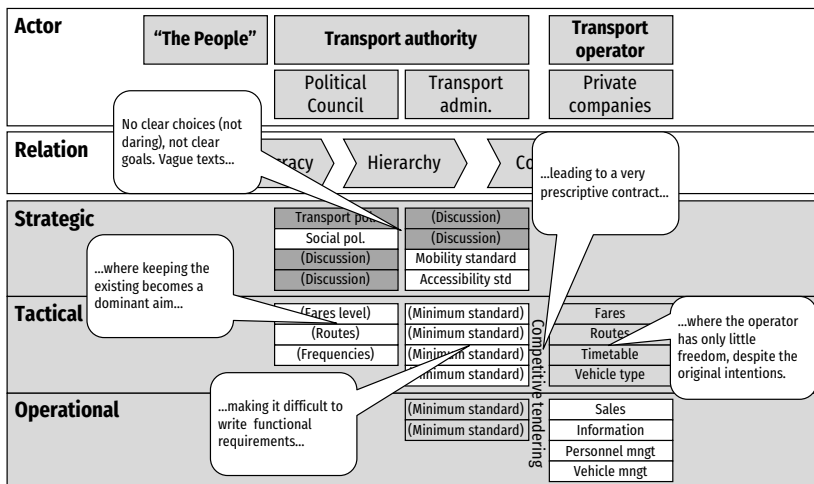 Actor
"The People"
Transport authority
Transport
operator
Political
Council
Transport
admin.
Private
companies
No clear choices (not
daring), not clear
goals. Vague texts...
Relation
Hierarchy
...leading to a very
prescriptive contract...
Strategic
Transport
(Discussion)
Social pol.
(Discussion)
(Discussion)
Mobility standard
(Discussion)
Accessibility std
...where keeping the
existing becomes a
dominant aim...
Tactical
(Fares level)
(Minimum standard)
Fares
(Routes)
(Minimum standard)
Routes
(Frequencies)
(Minimum standard)
Timetable
(Minimum standard)
Vehicle type
Competitive tendering
...where the operator
has only little
freedom, despite the
original intentions.
...making it difficult to
write functional
requirements...
Operational
(Minimum standard)
Sales
(Minimum standard)
Information
Personnel mngt
Vehicle mngt